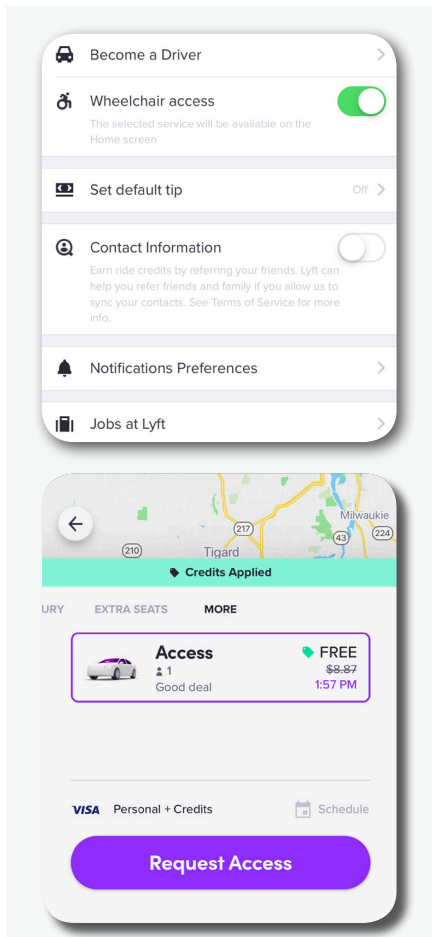 Become a Driver
Wheelchair access
The selected service will be available on the
Home screen
Set default tip
Off
Contact Information
Earn ride credits by referring your friends. Lyft can
help you refer friends and family if you allow us to
sync your contacts. See Terms of Service for more
info.
Notifications Preferences
Jobs at Lyft
Milwaukie
217
43
224
210
Tigard
Credits Applied
URY EXTRA SEATS MORE
Access FREE
1 $8.87
Good deal 1:57 PM
VISA Personal + Credits Schedule
Request Access